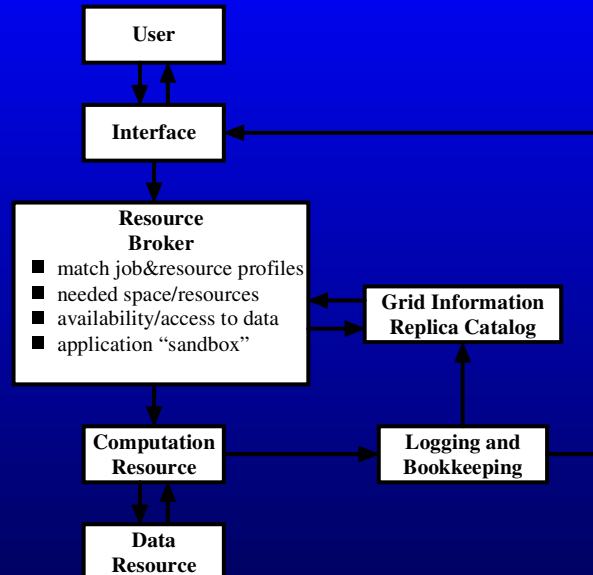 User
Interface
Resource
Broker
match job&resource profiles
needed space/resources
availability/access to data
application “sandbox”
Grid Information
Replica Catalog
Computation
Resource
Logging and
Bookkeeping
Data
Resource